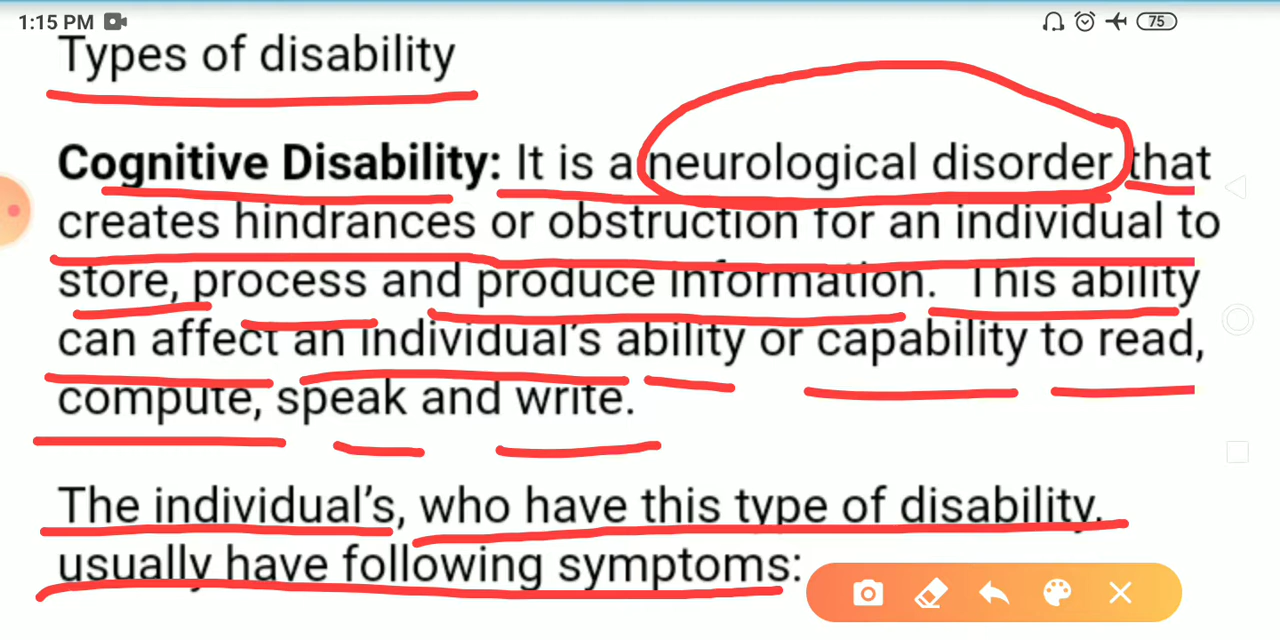 1:15 PM 75
Types of disability
Cognitive Disability: It is a neurological disorder that
creates hindrances or obstruction for an individual to
store, process and produce information. This ability
can affect an individual's ability or capability to read,
compute, speak and write.
The individual's, who have this type of disability,
usually have following symptoms: